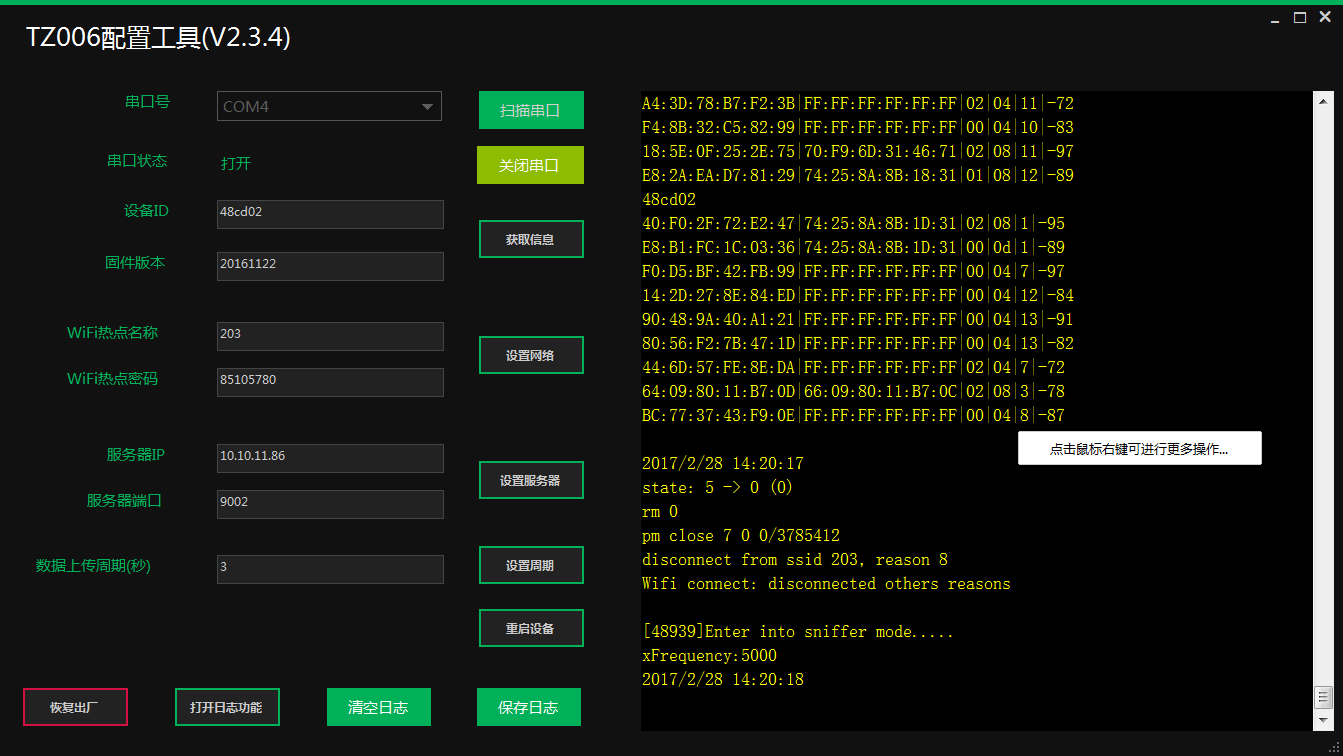 TZ006配置工具(V2.3.4)
串口号
COM4
扫描串口
串口状态
打开
关闭串口
设备ID
48cd02
获取信息
固件版本
20161122
WiFi热点名称
203
设置网络
WiFi热点密码
85105780
服务器IP
10.10.11.86
设置服务器
服务器端口
9002
数据上传周期(秒)
3
设置周期
重启设备
恢复出厂
打开日志功能
清空日志
保存日志
A4:3D:78:B7:F2:3B|FF:FF:FF:FF:FF:FF|02|04|11|-72
F4:8B:32:C5:82:99|FF:FF:FF:FF:FF:FF|00|04|10|-83
18:5E:0F:25:2E:75|70:F9:6D:31:46:71|02|08|11|-97
E8:2A:EA:D7:81:29|74:25:8A:8B:18:31|01|08|12|-89
48cd02
40:F0:2F:72:E2:47|74:25:8A:8B:1D:31|02|08|1|-95
E8:B1:FC:1C:03:36|74:25:8A:8B:1D:31|00|0d|1|-89
F0:D5:BF:42:FB:99|FF:FF:FF:FF:FF:FF|00|04|7|-97
14:2D:27:8E:84:ED|FF:FF:FF:FF:FF:FF|00|04|12|-84
90:48:9A:40:A1:21|FF:FF:FF:FF:FF:FF|00|04|13|-91
80:56:F2:7B:47:1D|FF:FF:FF:FF:FF:FF|00|04|13|-82
44:6D:57:FE:8E:DA|FF:FF:FF:FF:FF:FF|02|04|7|-72
64:09:80:11:B7:0D|66:09:80:11:B7:0C|02|08|3|-78
BC:77:37:43:F9:0E|FF:FF:FF:FF:FF:FF|00|04|8|-87
点击鼠标右键可进行更多操作...
2017/2/28 14:20:17
state: 5 -> 0 (0)
rm 0
pm close 7 0 0/3785412
disconnect from ssid 203, reason 8
Wifi connect: disconnected others reasons
[48939]Enter into sniffer mode.....
xFrequency:5000
2017/2/28 14:20:18